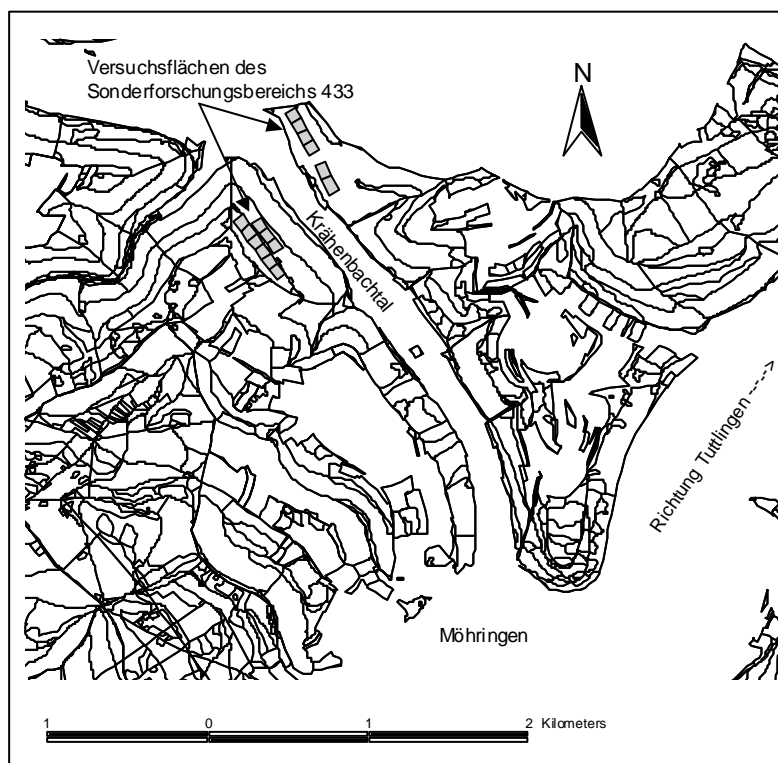 Versuchsflächen des
Sonderforschungsbereichs 433
N
Krähenbachtal
Richtung Tuttlingen ---->
Möhringen
1 0 1 2 Kilometers